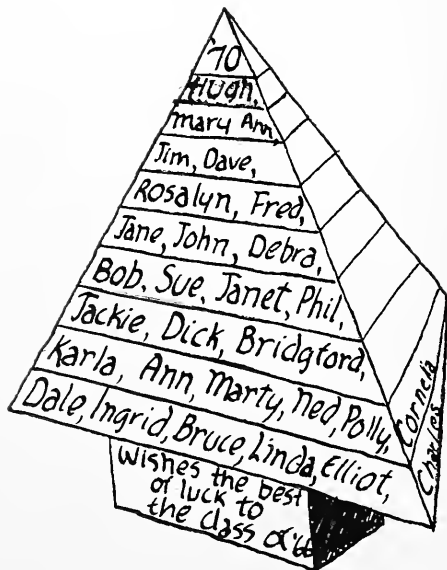 '70
Hugh,
Mary Ann,
Jim, Dave,
Rosalyn, Fred,
Jane, John, Debra,
Bob, Sue, Janet, Phil,
Jackie, Dick, Bridgford,
Karla, Ann, Marty, Ned, Polly,
Dale, Ingrid, Bruce, Linda, Elliot,
Cornela
Charles
Wishes the best
of luck to
the class of '66